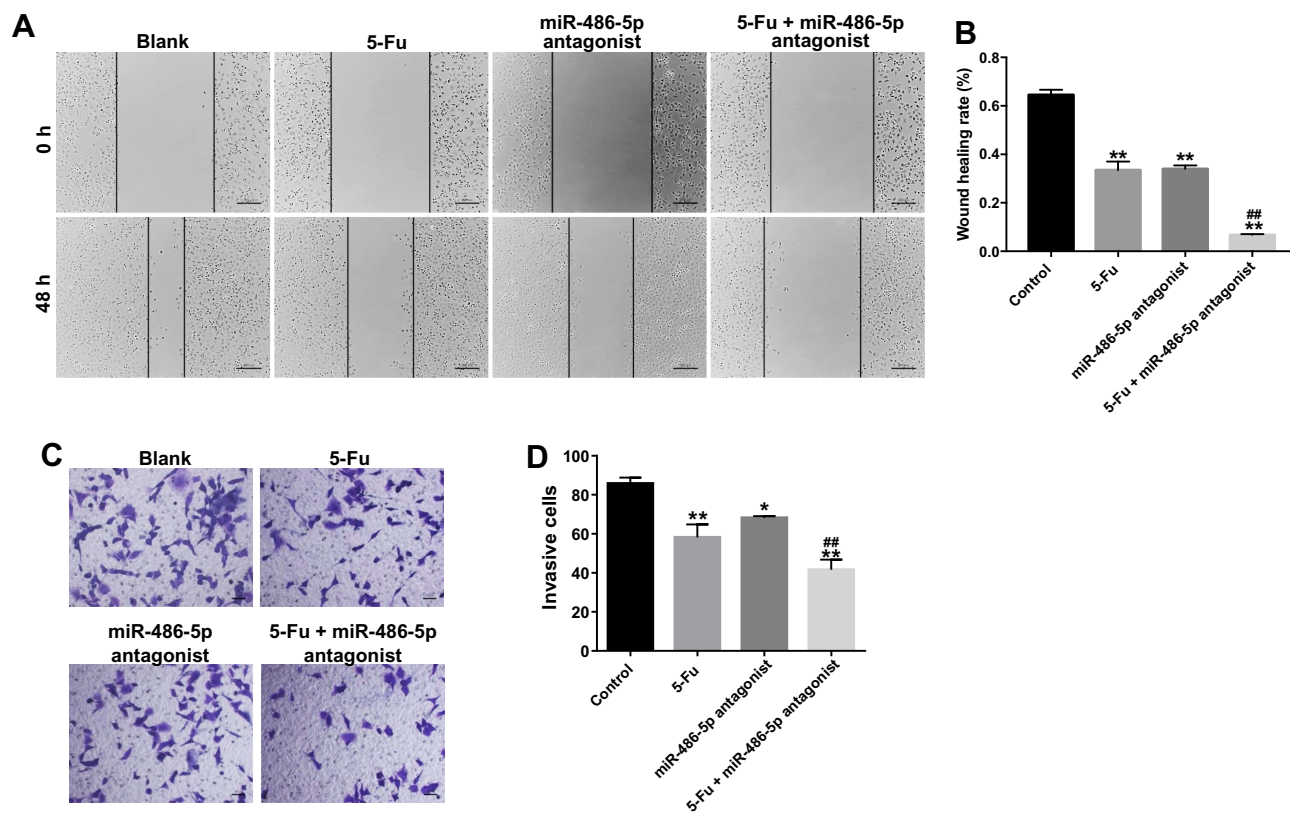 A
Blank
5-Fu
miR-486-5p
antagonist
5-Fu + miR-486-5p
antagonist
0 h
48 h
B
Wound healing rate (%)
0.8
0.6
0.4
0.2
0.0
**
**
##
**
Control
5-Fu
miR-486-5p antagonist
5-Fu + miR-486-5p antagonist
C
Blank
5-Fu
miR-486-5p
antagonist
5-Fu + miR-486-5p
antagonist
D
Invasive cells
100
80
60
40
20
0
**
*
##
**
Control
5-Fu
miR-486-5p antagonist
5-Fu + miR-486-5p antagonist